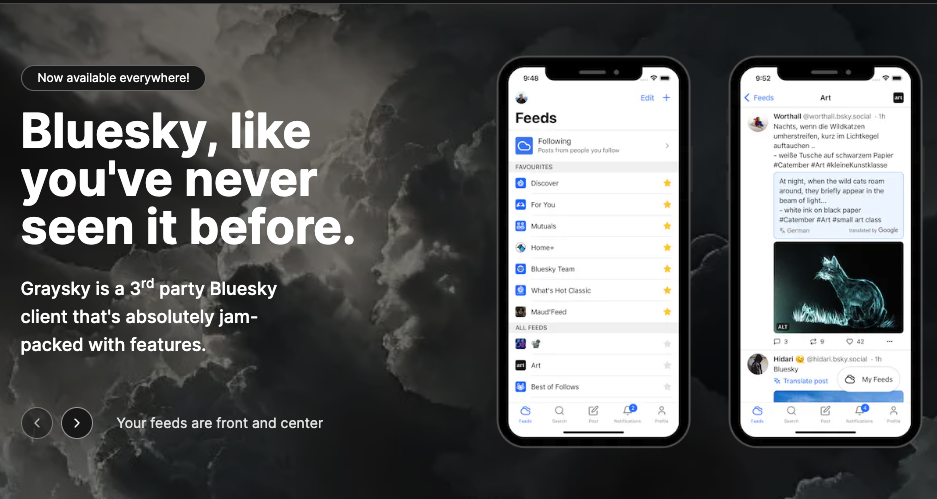 Now available everywhere!
Bluesky, like
you've never
seen it before.
Graysky is a 3rd party Bluesky
client that's absolutely jam-
packed with features.
Your feeds are front and center
9:48
Edit +
Feeds
Following
Posts from people you follow
FAVOURITES
Discover
For You
Mutuals
Home+
Bluesky Team
What's Hot Classic
Maud'Feed
ALL FEEDS
art Art
Best of Follows
2
Feeds Search Post Notifications Profile
9:52
Feeds Art art
Worthall @worthall.bsky.social · 1h
Nachts, wenn die Wildkatzen
umherstreifen, kurz im Lichtkegel
auftauchen ..
- weiße Tusche auf schwarzem Papier
#Catember #Art #kleineKunstklasse
At night, when the wild cats roam
around, they briefly appear in the
beam of light...
- white ink on black paper
#Catember #Art #small art class
German translated by Google
ALT
3 9 42 ...
Hidari @hidari.bsky.social · 1h
Bluesky
Translate post
My Feeds
Feeds Search Post Notifications Profile